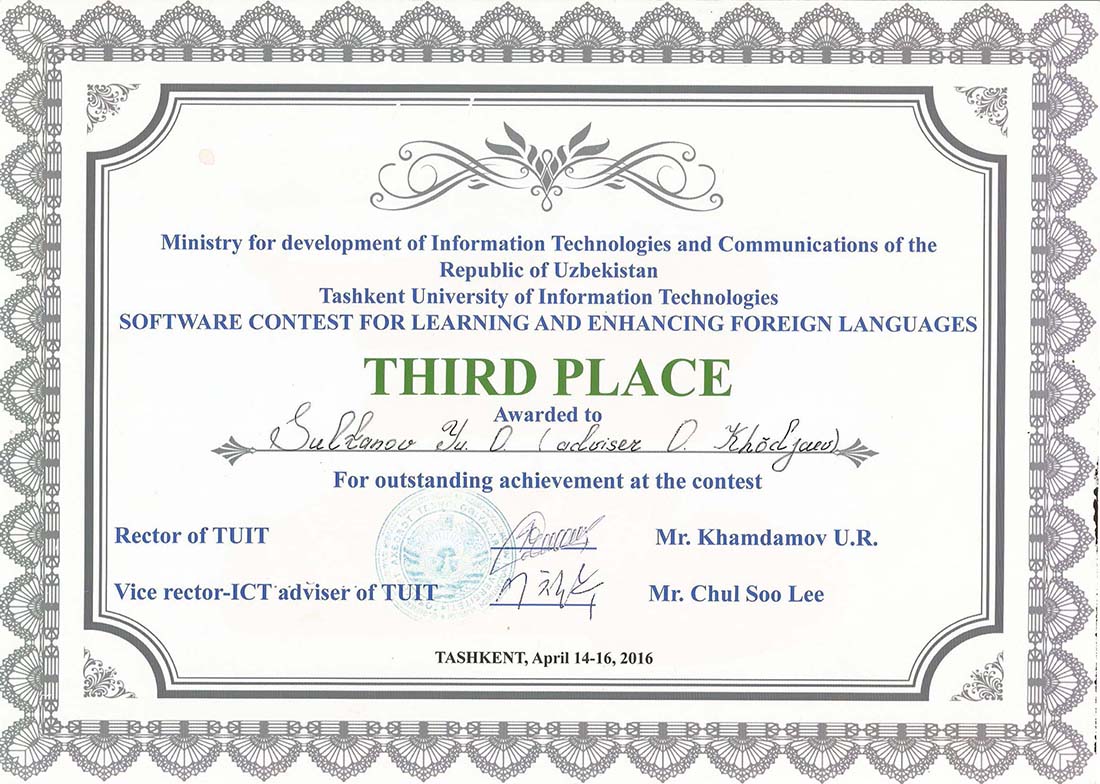 Ministry for development of Information Technologies and Communications of the
Republic of Uzbekistan
Tashkent University of Information Technologies
SOFTWARE CONTEST FOR LEARNING AND ENHANCING FOREIGN LANGUAGES
THIRD PLACE
Awarded to
Sultanov Yu. O. (adviser O. Khodjaev)
For outstanding achievement at the contest
Rector of TUIT
Mr. Khamdamov U.R.
Vice rector-ICT adviser of TUIT
Mr. Chul Soo Lee
TASHKENT, April 14-16, 2016